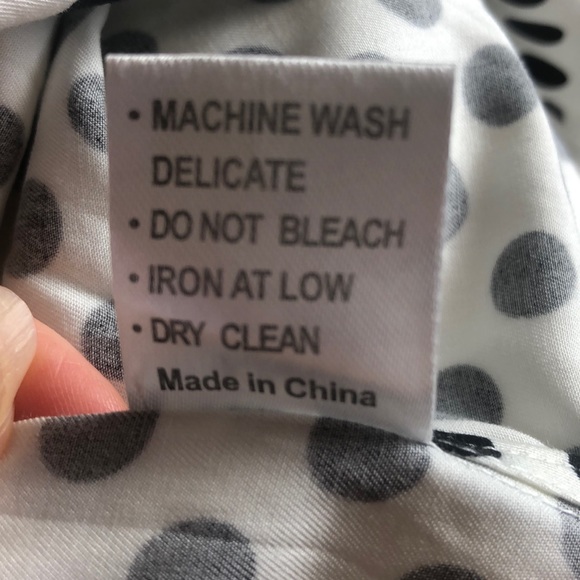 • MACHINE WASH
DELICATE
• DO NOT BLEACH
• IRON AT LOW
• DRY CLEAN
Made in China